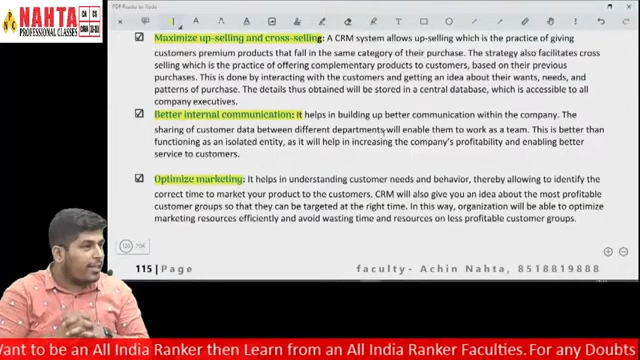 NAHTA
PROFESSIONAL CLASSES
CA
CS
CMA
Maximize up-selling and cross-selling: A CRM system allows up-selling which is the practice of giving
customers premium products that fall in the same category of their purchase. The strategy also facilitates cross
selling which is the practice of offering complementary products to customers, based on their previous
purchases. This is done by interacting with the customers and getting an idea about their wants, needs, and
patterns of purchase. The details thus obtained will be stored in a central database, which is accessible to all
company executives.
Better internal communication: It helps in building up better communication within the company. The
sharing of customer data between different departments will enable them to work as a team. This is better than
functioning as an isolated entity, as it will help in increasing the company's profitability and enabling better
service to customers.
Optimize marketing: It helps in understanding customer needs and behavior, thereby allowing to identify the
correct time to market your product to the customers. CRM will also give you an idea about the most profitable
customer groups so that they can be targeted at the right time. In this way, organization will be able to optimize
marketing resources efficiently and avoid wasting time and resources on less profitable customer groups.
115 | Page
faculty- Achin Nahta, 8518819888
Want to be an All India Ranker then Learn from an All India Ranker Faculties. For any Doubts